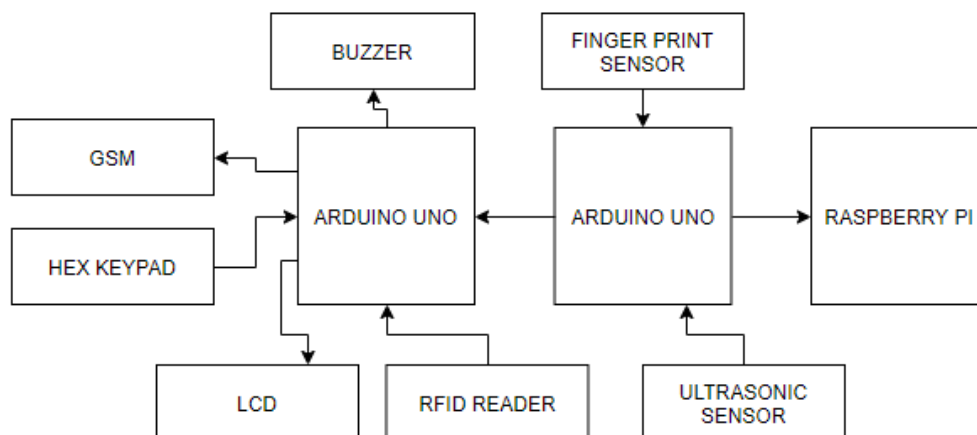 BUZZER
FINGER PRINT
SENSOR
GSM
ARDUINO UNO
ARDUINO UNO
RASPBERRY PI
HEX KEYPAD
LCD
RFID READER
ULTRASONIC
SENSOR